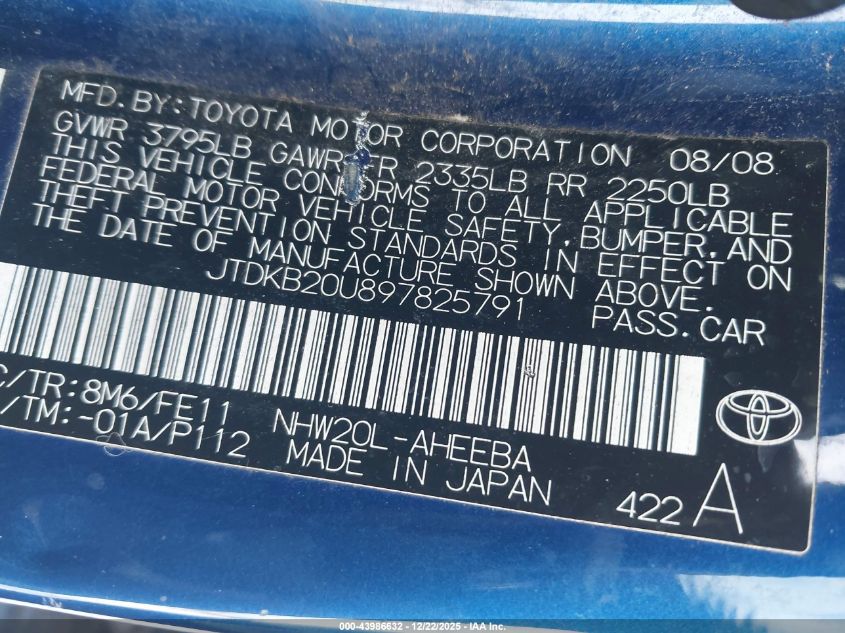 MFD. BY: TOYOTA MOTOR CORPORATION 08/08
GVWR 3795LB GAWR FR 2335LB RR 2250LB
THIS VEHICLE CONFORMS TO ALL APPLICABLE
FEDERAL MOTOR VEHICLE SAFETY, BUMPER, AND
THEFT PREVENTION STANDARDS IN EFFECT ON
THE DATE OF MANUFACTURE SHOWN ABOVE.
JTDKB20U897825791 PASS. CAR
C/TR: 8M6/FE11
/TM: -01A/P112
NHW20L-AHEEBA
MADE IN JAPAN
422 A
000-43986632 - 12/22/2025 - IAA Inc.